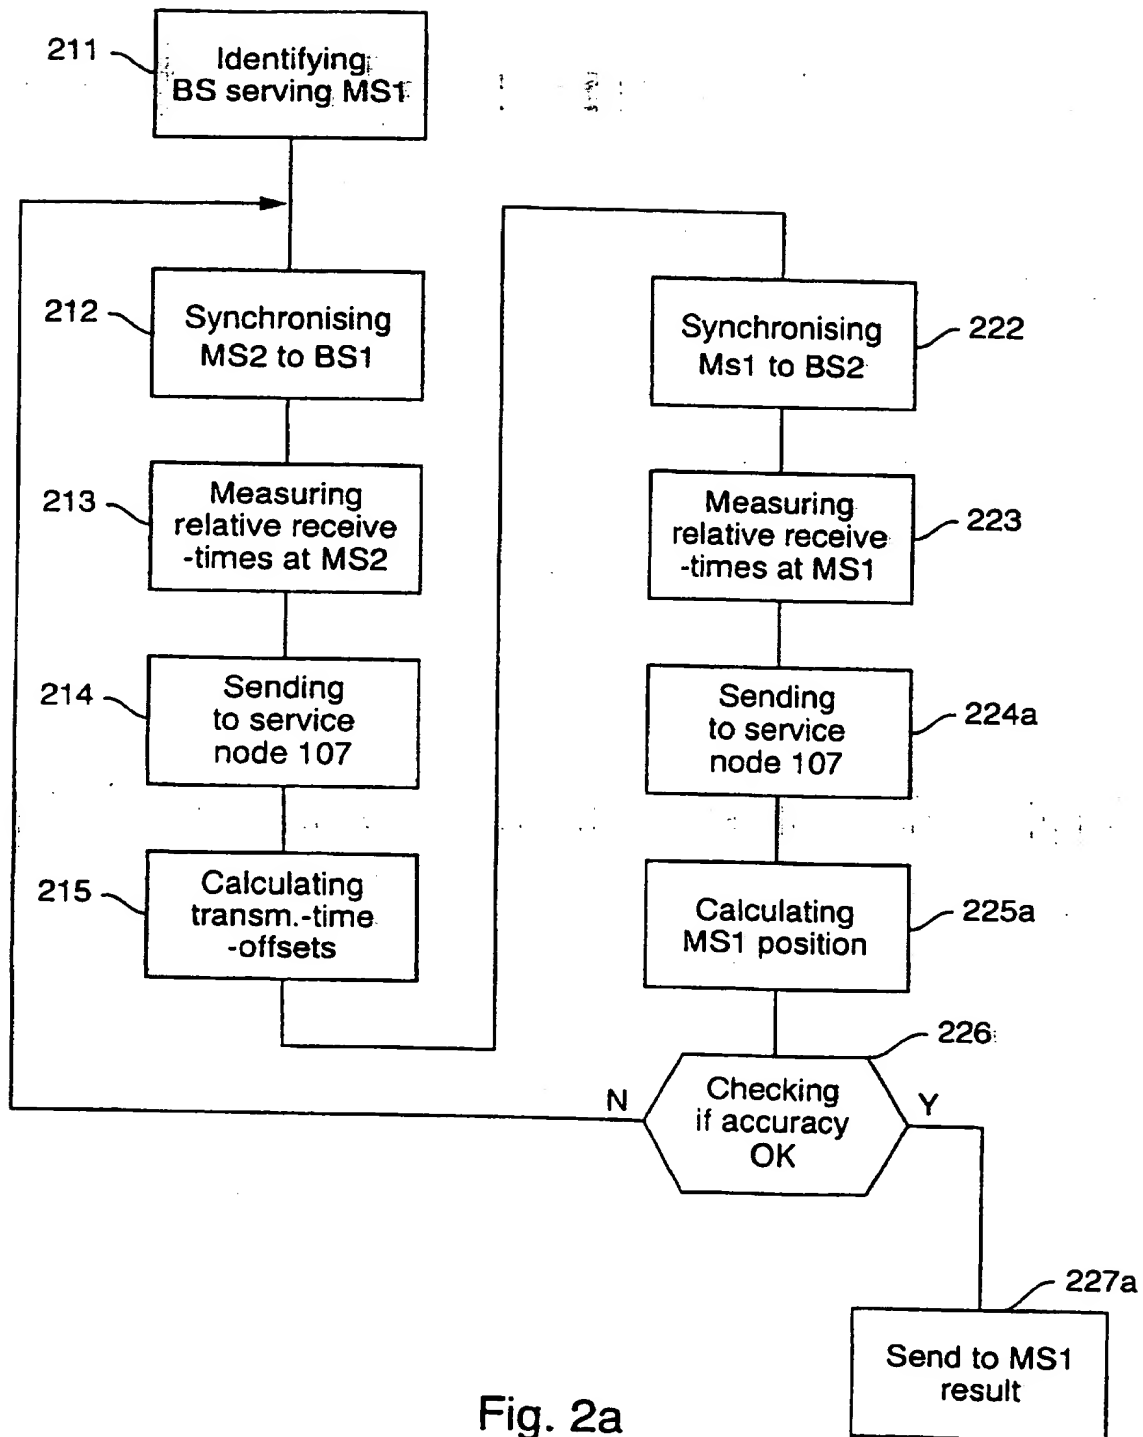 211
Identifying
BS serving MS1
212
Synchronising
MS2 to BS1
213
Measuring
relative receive
-times at MS2
214
Sending
to service
node 107
215
Calculating
transm.-time
-offsets
222
Synchronising
Ms1 to BS2
223
Measuring
relative receive
-times at MS1
224a
Sending
to service
node 107
225a
Calculating
MS1 position
226
Checking
if accuracy
OK
N
Y
227a
Send to MS1
result
Fig. 2a